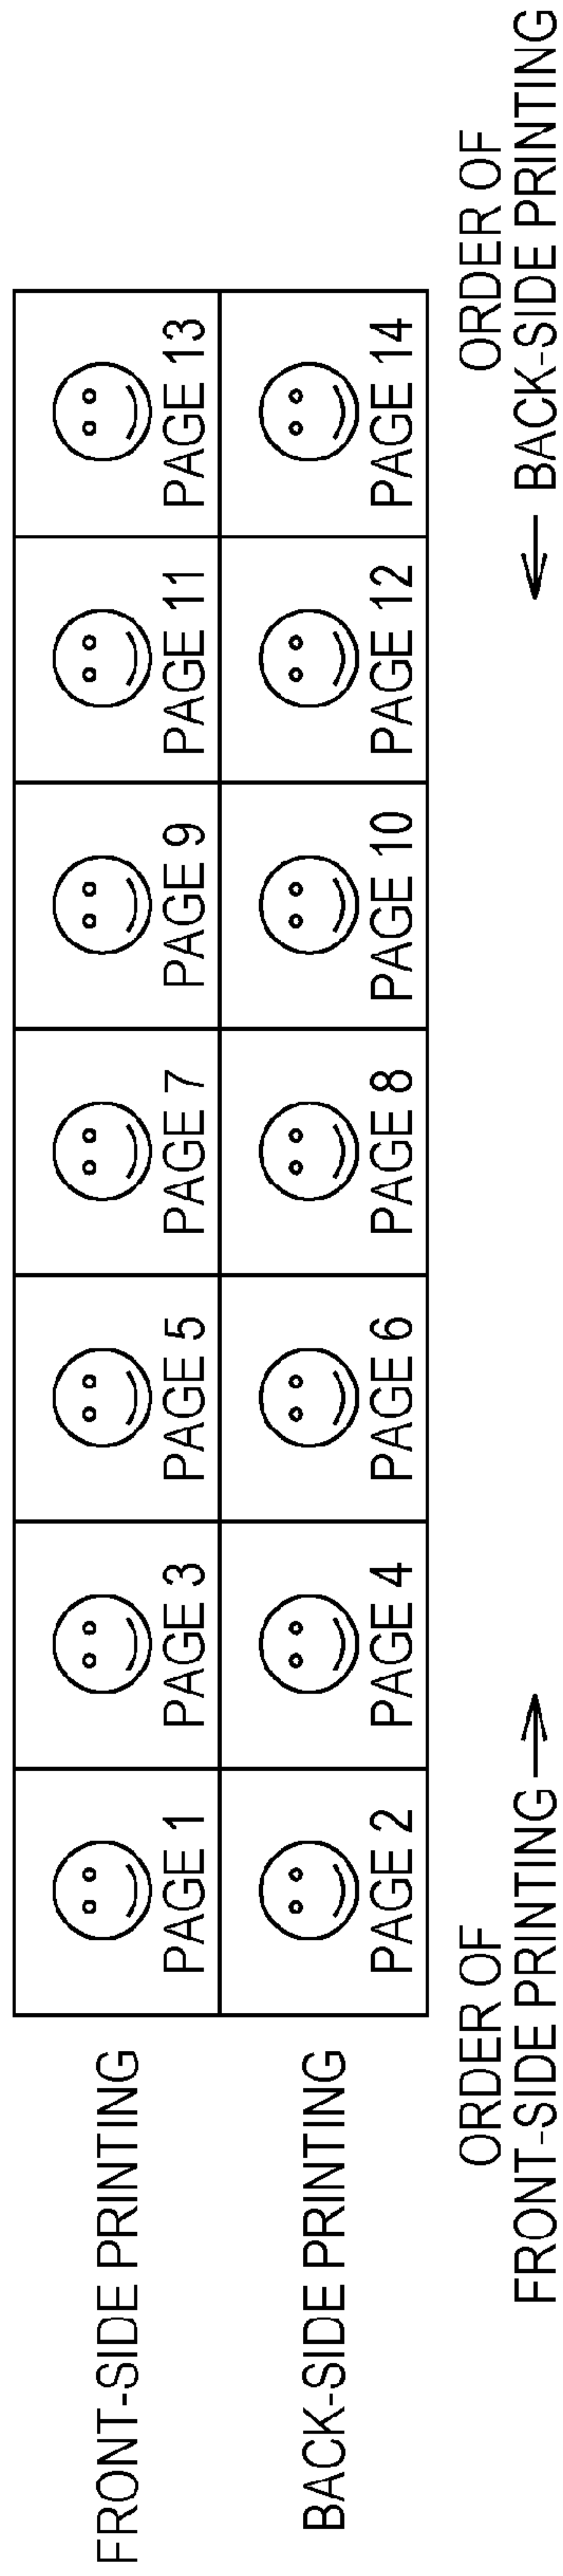 FRONT-SIDE PRINTING
PAGE 1
PAGE 3
PAGE 5
PAGE 7
PAGE 9
PAGE 11
PAGE 13
BACK-SIDE PRINTING
PAGE 2
PAGE 4
PAGE 6
PAGE 8
PAGE 10
PAGE 12
PAGE 14
ORDER OF
FRONT-SIDE PRINTING
ORDER OF
BACK-SIDE PRINTING